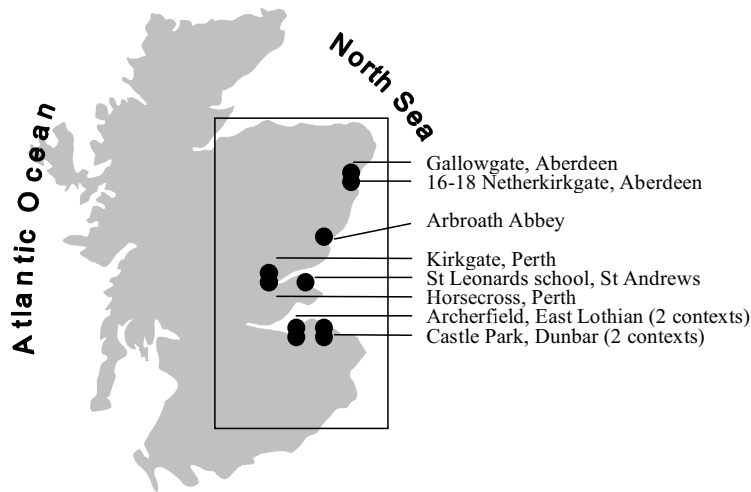 North Sea
Atlantic Ocean
Gallowgate, Aberdeen
16-18 Netherkirkgate, Aberdeen
Arbroath Abbey
Kirkgate, Perth
St Leonards school, St Andrews
Horsecross, Perth
Archerfield, East Lothian (2 contexts)
Castle Park, Dunbar (2 contexts)